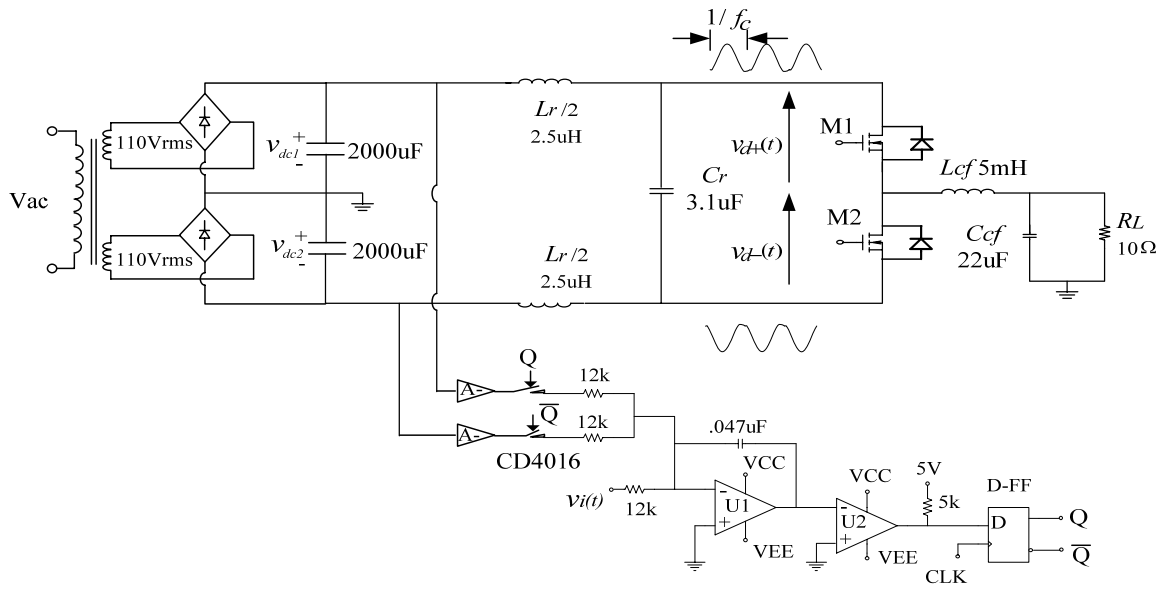 1/ fc
Lr /2
2.5uH
110Vrms
vdc1
+
-
2000uF
Vac
vd+(t)
M1
Cr
3.1uF
Lcf 5mH
vd-(t)
M2
110Vrms
vdc2
+
-
2000uF
Lr /2
2.5uH
Ccf
22uF
RL
10Ω
Q
A-
12k
Q̅
A-
12k
CD4016
.047uF
VCC
vi(t)
12k
-
U1
+
VEE
VCC
-
U2
+
VEE
5V
5k
D-FF
D
Q
Q̅
CLK